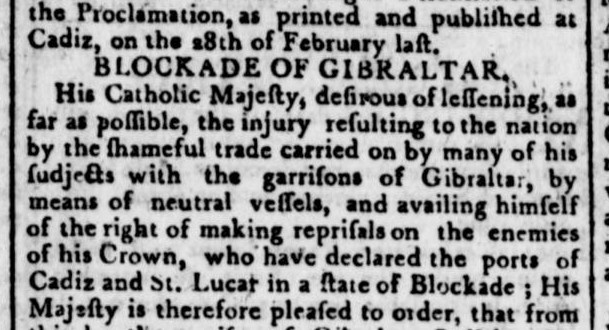 the Proclamation, as printed and publiſhed at
Cadiz, on the 28th of February laſt.
BLOCKADE OF GIBRALTAR.
His Catholic Majeſty, deſirous of leſſening, as
far as poſſible, the injury reſulting to the nation
by the ſhameful trade carried on by many of his
ſudjects with the garriſons of Gibraltar, by
means of neutral veſſels, and availing himſelf
of the right of making repriſals on the enemies
of his Crown, who have declared the ports of
Cadiz and St. Lucar in a ſtate of Blockade ; His
Majeſty is therefore pleaſed to order, that from